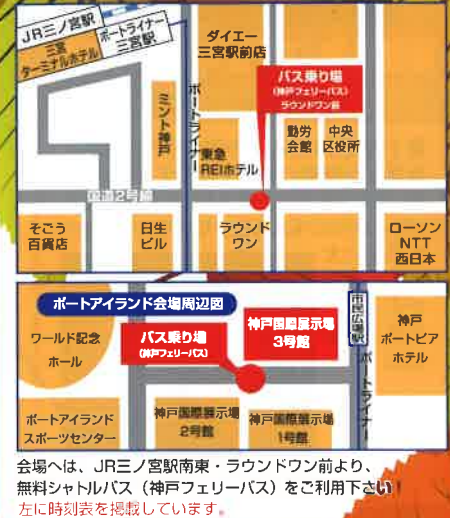 JR三ノ宮駅
三宮
ターミナルホテル
ポートライナー
三宮駅
ダイエー
三宮駅前店
バス乗り場
(神戸フェリーバス)
ラウンドワン前
ミント神戸
ポートライナー
東急
REIホテル
勤労
会館
中央
区役所
国道2号線
そごう
百貨店
日生
ビル
ラウンド
ワン
ローソン
NTT
西日本
ポートアイランド会場周辺図
ワールド記念
ホール
バス乗り場
(神戸フェリーバス)
神戸国際展示場
3号館
市民広場駅
ポートライナー
神戸
ポートピア
ホテル
ポートアイランド
スポーツセンター
神戸国際展示場
2号館
神戸国際展示場
1号館
会場へは、JR三ノ宮駅南東・ラウンドワン前より、
無料シャトルバス（神戸フェリーバス）をご利用下さい！
左に時刻表を掲載しています。